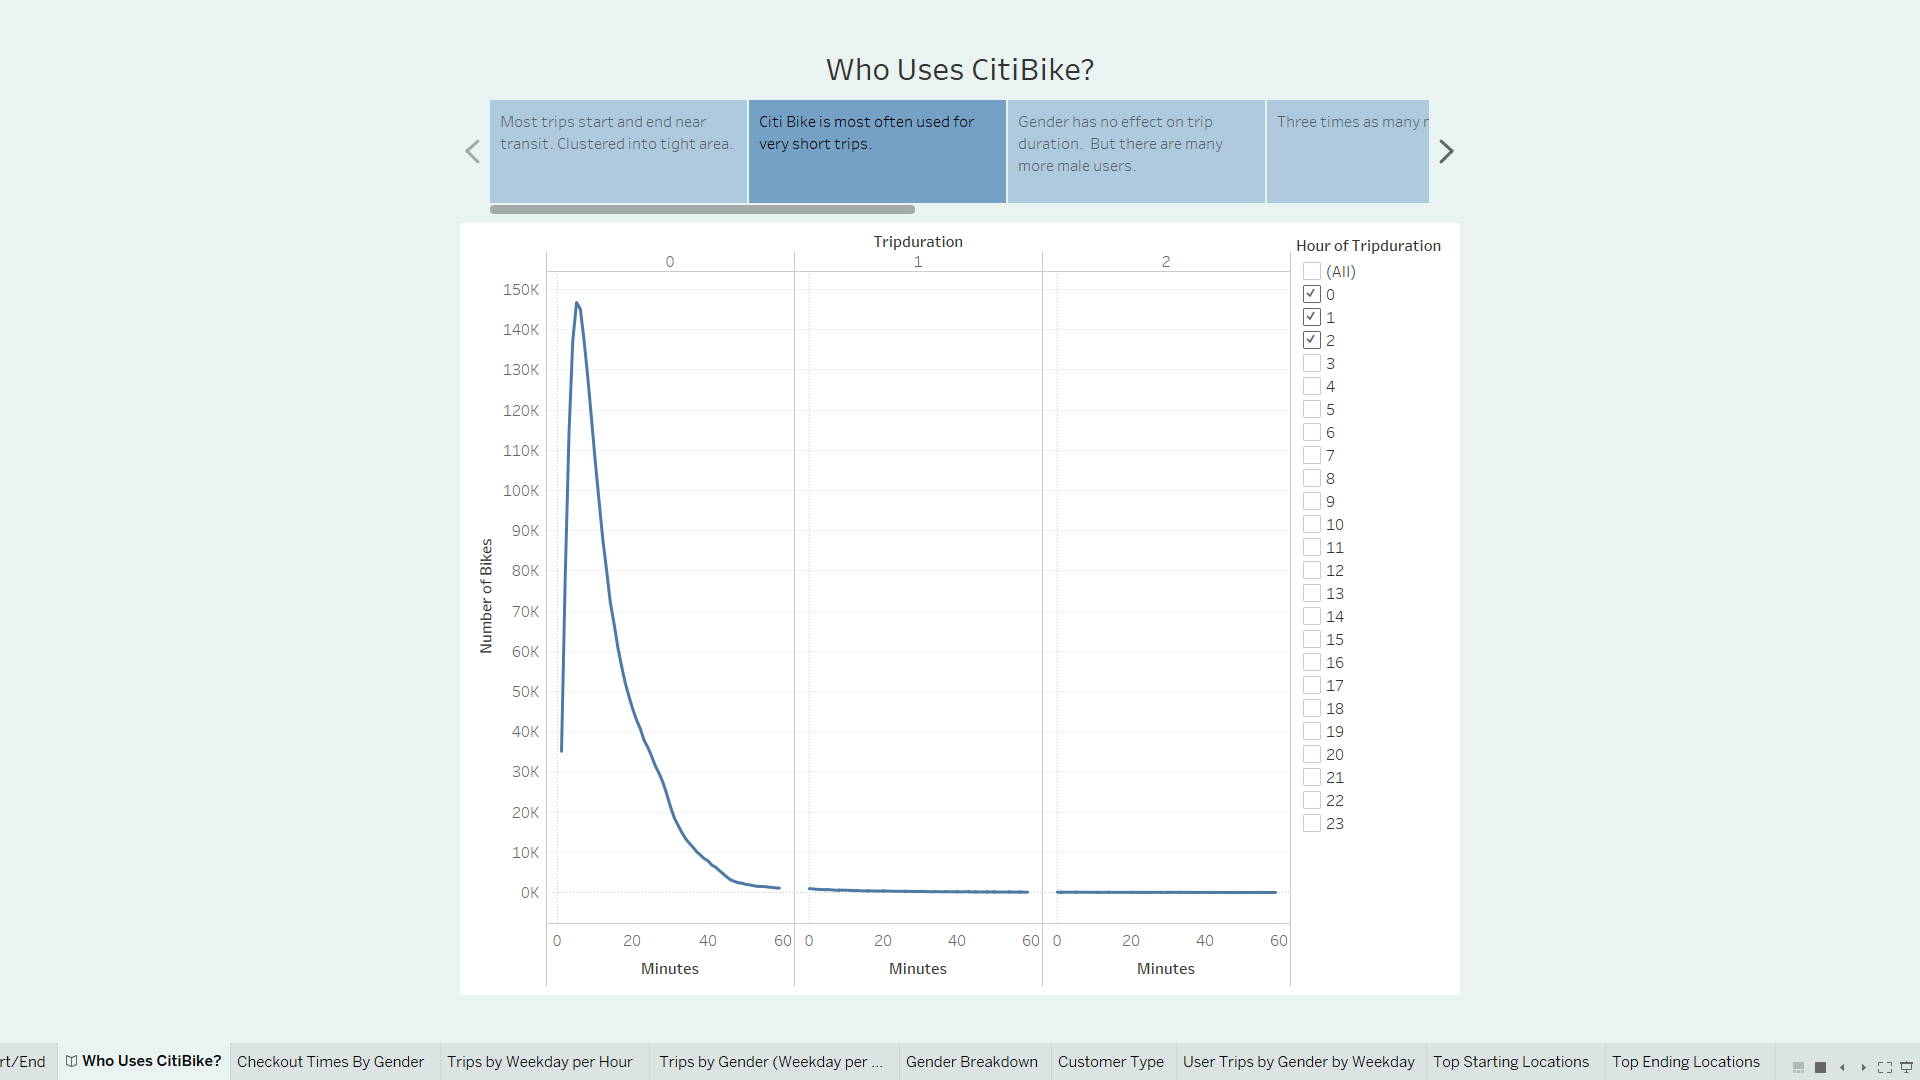 Who Uses CitiBike?
Most trips start and end near
transit. Clustered into tight area.
Citi Bike is most often used for
very short trips.
Gender has no effect on trip
duration.  But there are many
more male users.
Three times as many
Tripduration
0
1
2
150K
140K
130K
120K
110K
100K
90K
80K
70K
60K
50K
40K
30K
20K
10K
0K
Number of Bikes
0 20 40 60
0 20 40 60
0 20 40 60
Minutes
Minutes
Minutes
Hour of Tripduration
(All)
0
1
2
3
4
5
6
7
8
9
10
11
12
13
14
15
16
17
18
19
20
21
22
23
rt/End
Who Uses CitiBike?
Checkout Times By Gender
Trips by Weekday per Hour
Trips by Gender (Weekday per ...
Gender Breakdown
Customer Type
User Trips by Gender by Weekday
Top Starting Locations
Top Ending Locations